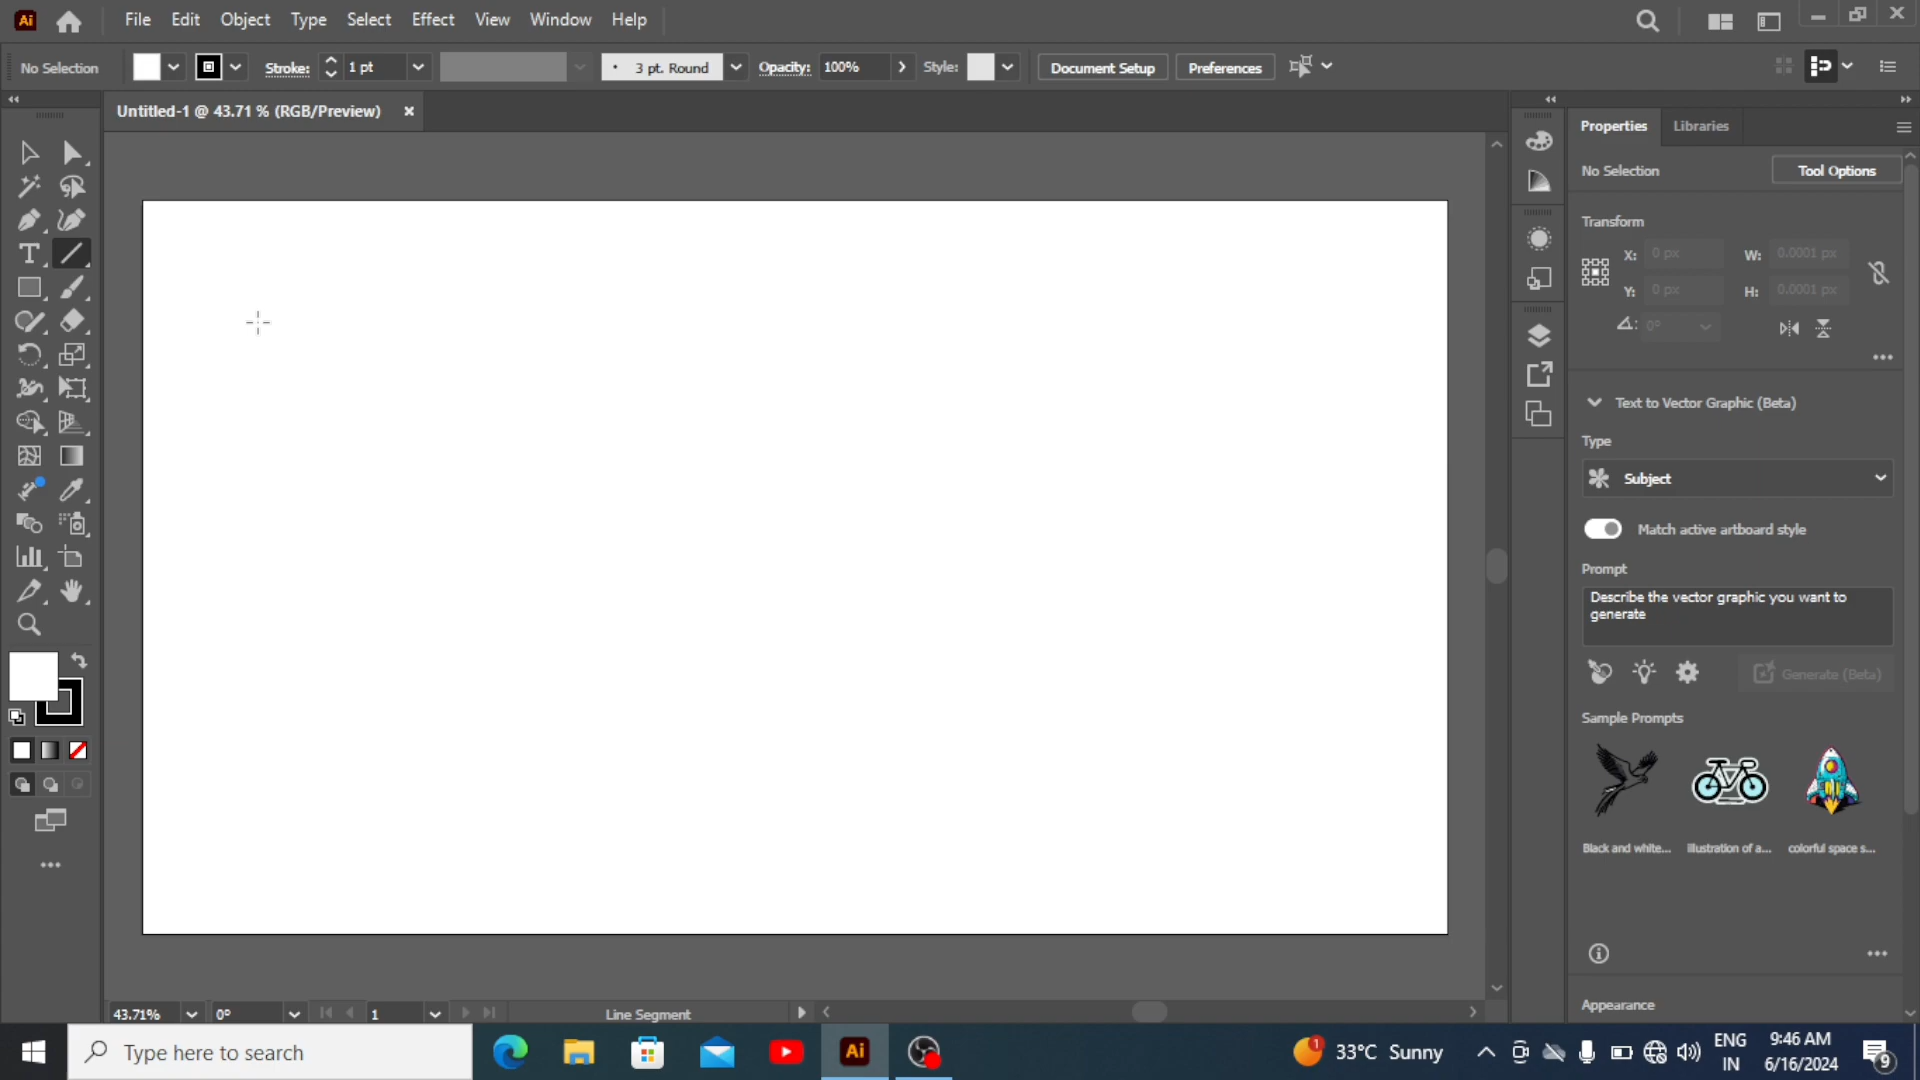 Ai File Edit Object Type Select Effect View Window Help
No Selection Stroke: 1 pt 3 pt. Round Opacity: 100% Style: Document Setup Preferences
Untitled-1 @ 43.71 % (RGB/Preview)
Properties Libraries
No Selection Tool Options
Transform
X: 0 px W: 0.0001 px
Y: 0 px H: 0.0001 px
0°
Text to Vector Graphic (Beta)
Type
Subject
Match active artboard style
Prompt
Describe the vector graphic you want to
generate
Generate (Beta)
Sample Prompts
Black and white... illustration of a... colorful space s...
Appearance
43.71% 0° 1 Line Segment
Type here to search
Ai
1
33°C Sunny
ENG
IN
9:46 AM
6/16/2024
9